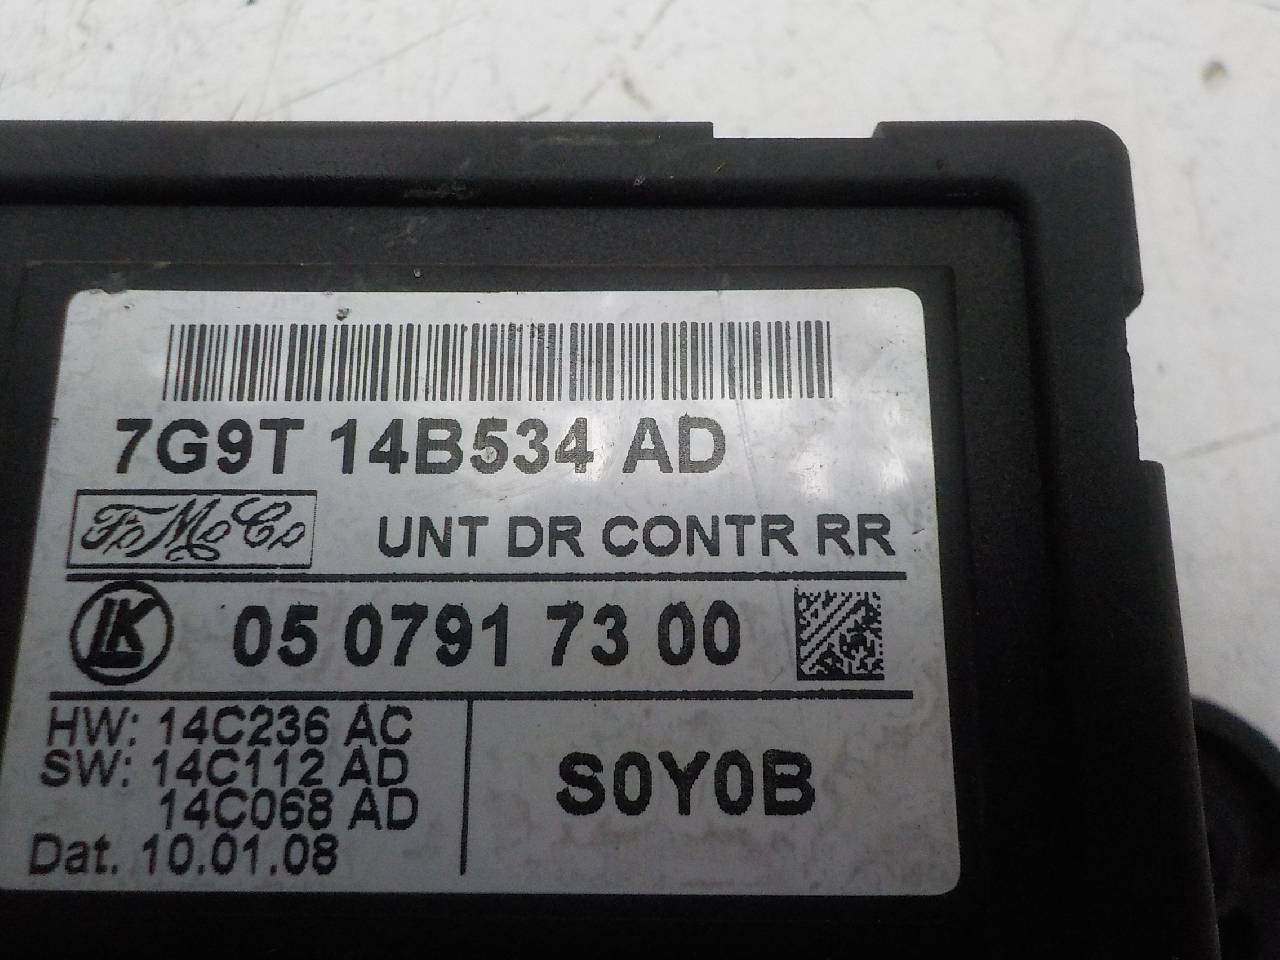 7G9T 14B534 AD
FoMoCo
UNT DR CONTR RR
LK
05 0791 73 00
HW: 14C236 AC
SW: 14C112 AD
14C068 AD
Dat. 10.01.08
S0Y0B